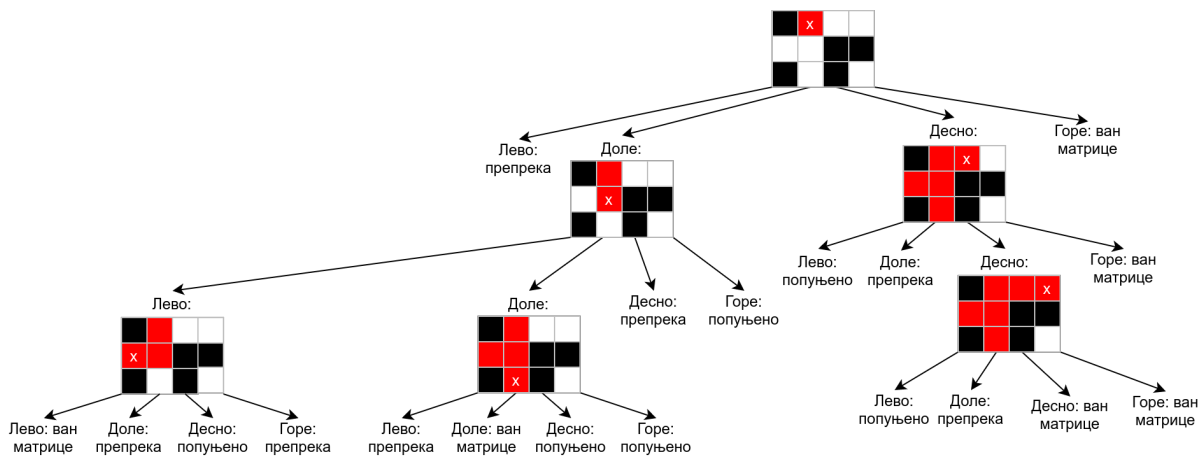 x
Лево:
препрека
Доле:
x
Десно:
x
Горе: ван
матрице
Лево:
x
Доле:
x
Десно:
препрека
Горе:
попуњено
Лево:
попуњено
Доле:
препрека
Десно:
x
Горе: ван
матрице
Лево: ван
матрице
Доле:
препрека
Десно:
попуњено
Горе:
препрека
Лево:
препрека
Доле: ван
матрице
Десно:
попуњено
Горе:
попуњено
Лево:
попуњено
Доле:
препрека
Десно: ван
матрице
Горе: ван
матрице